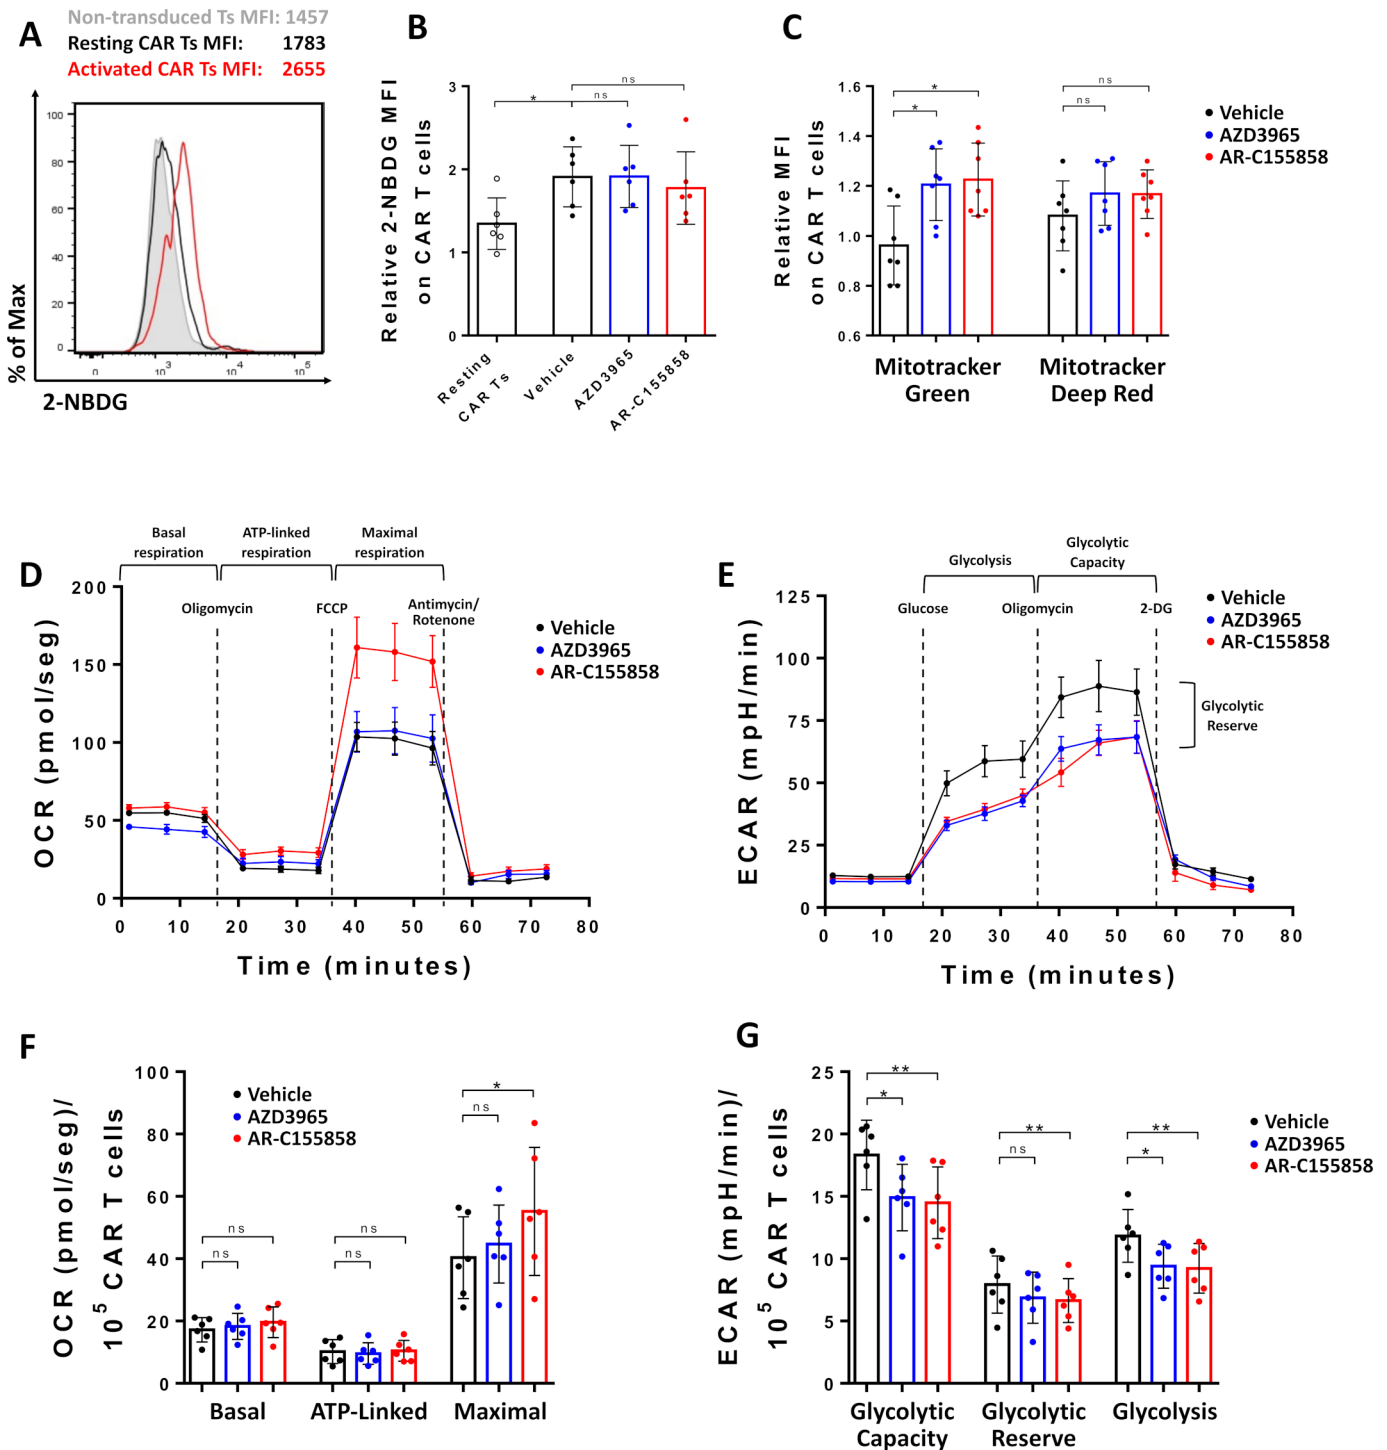 A
Non-transduced Ts MFI: 1457
Resting CAR Ts MFI: 1783
Activated CAR Ts MFI: 2655
% of Max
100
80
60
40
20
0
0
10³
10⁴
10⁵
2-NBDG
B
Relative 2-NBDG MFI
on CAR T cells
3
2
1
0
*
ns
ns
Resting
CAR Ts
Vehicle
AZD3965
AR-C155858
C
Relative MFI
on CAR T cells
1.6
1.4
1.2
1.0
0.8
0.6
*
*
ns
ns
Mitotracker
Green
Mitotracker
Deep Red
Vehicle
AZD3965
AR-C155858
D
Basal
respiration
ATP-linked
respiration
Maximal
respiration
Oligomycin
FCCP
Antimycin/
Rotenone
OCR (pmol/seg)
200
150
100
50
0
0 10 20 30 40 50 60 70 80
Time (minutes)
Vehicle
AZD3965
AR-C155858
E
Glycolysis
Glycolytic
Capacity
Glucose
Oligomycin
2-DG
ECAR (mpH/min)
125
100
75
50
25
0
0 10 20 30 40 50 60 70 80
Time (minutes)
Vehicle
AZD3965
AR-C155858
Glycolytic
Reserve
F
OCR (pmol/seg)/
10⁵ CAR T cells
100
80
60
40
20
0
Vehicle
AZD3965
AR-C155858
ns
ns
ns
ns
*
ns
Basal
ATP-Linked
Maximal
G
ECAR (mpH/min)/
10⁵ CAR T cells
25
20
15
10
5
0
**
*
**
ns
**
*
Glycolytic
Capacity
Glycolytic
Reserve
Glycolysis
Vehicle
AZD3965
AR-C155858